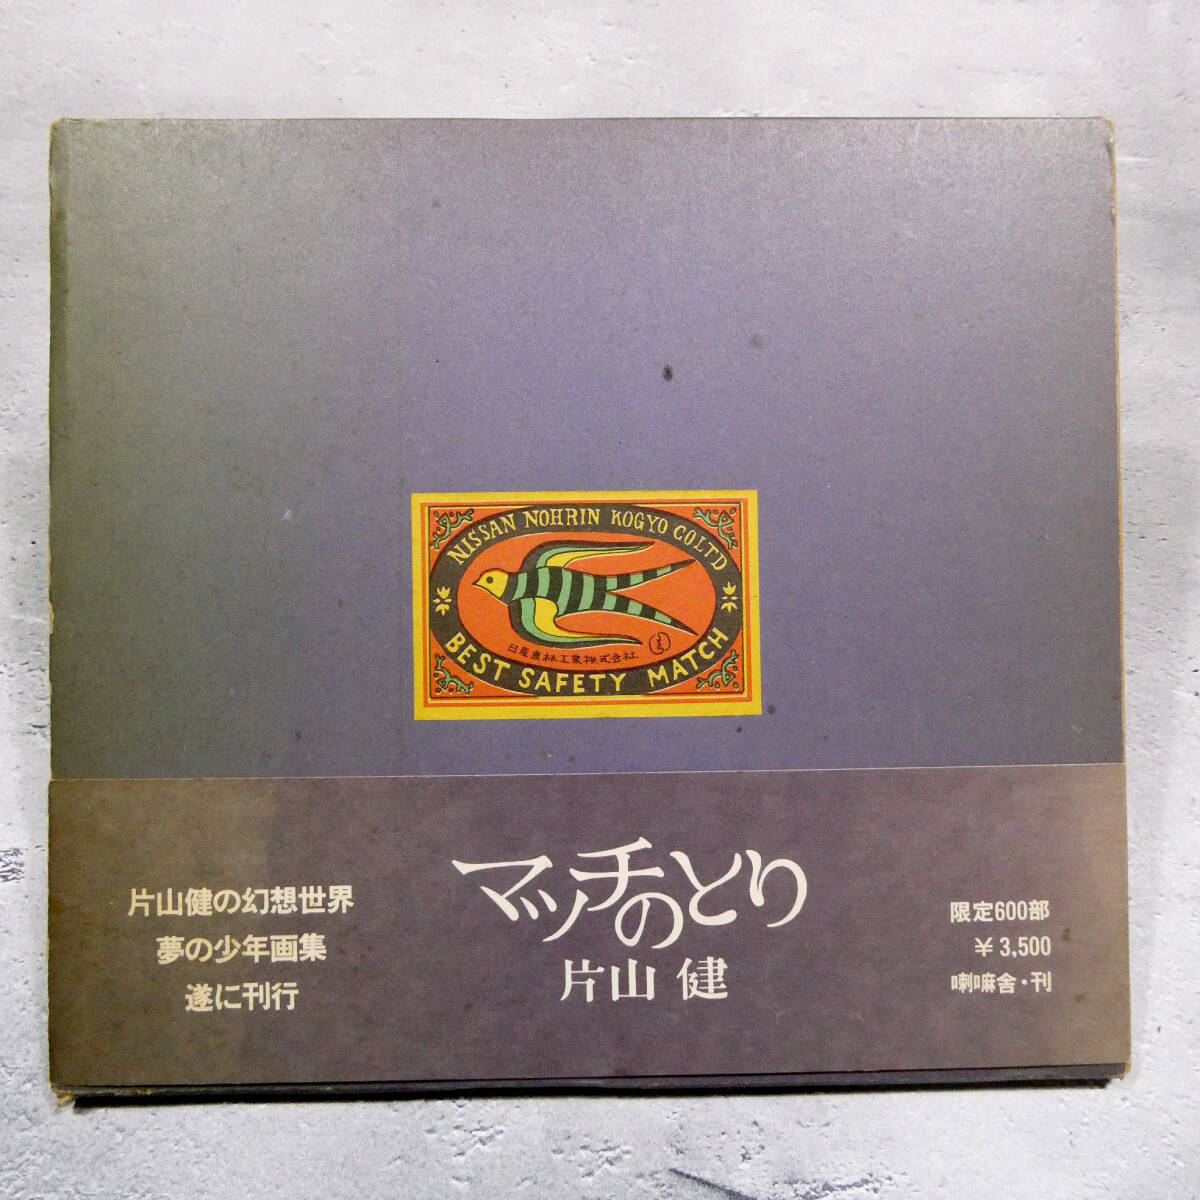 NISSAN NOHRIN KOGYO COLTD
日産農林工業株式会社
BEST SAFETY MATCH
マッチのとり
片山 健
片山健の幻想世界
夢の少年画集
遂に刊行
限定600部
￥3,500
喇嘛舎・刊